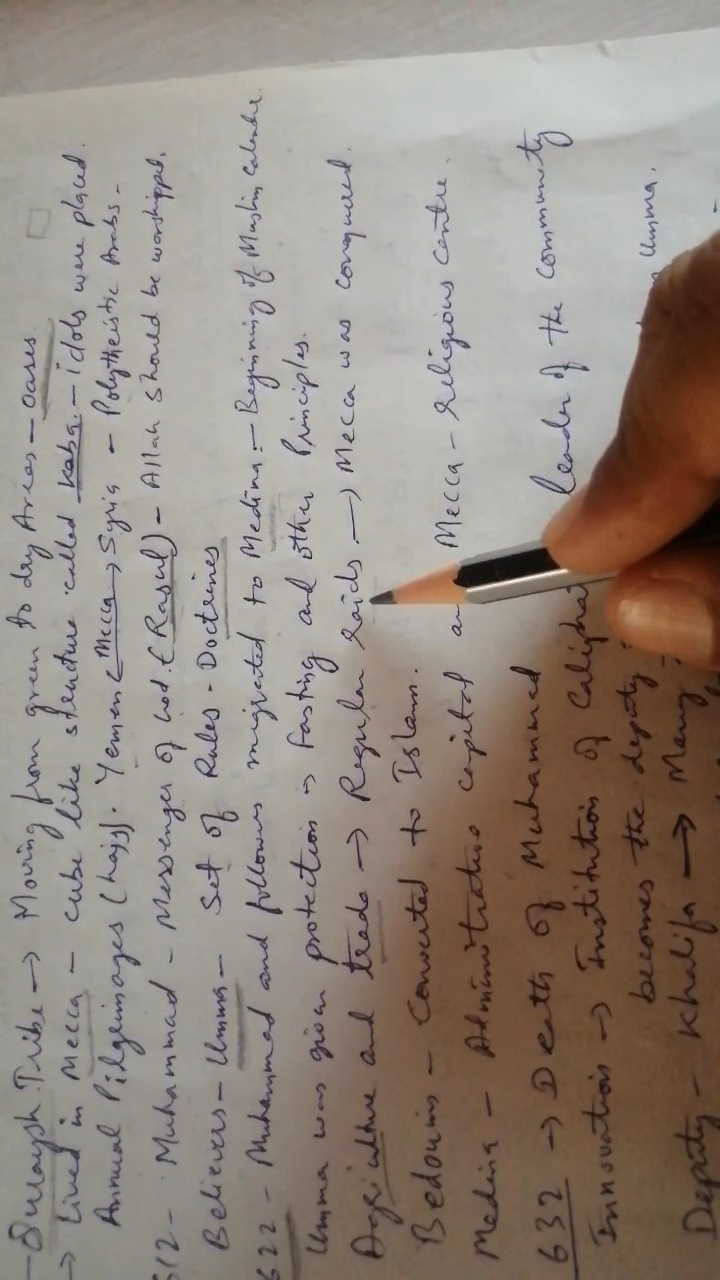 - Quraysh Tribe → Moving from green to dry Areas - oases
→ Lived in Mecca - cube like structure called Kaba - idols were placed.
Annual Pilgrimages (hajj). Yemen ← Mecca → Syria - Polytheistic Arabs -
612 - Muhammad - Messenger of God. (Rasul) - Allah should be worshipped.
Believers - Umma - Set of Rules - Doctrines
622 - Muhammad and followers migrated to Medina - Beginning of Muslim Calendar.
Umma was given protection → fasting and other Principles.
Agriculture and trade → Regular Raids → Mecca was conquered.
Bedouins - Converted to Islam.
Medina - Administrative capital Mecca - Religious centre.
632 → Death of Muhammad leader of the community
Innovation → Institution of Caliphat
becomes the deputy Umma.
Deputy - Khalifa → Many